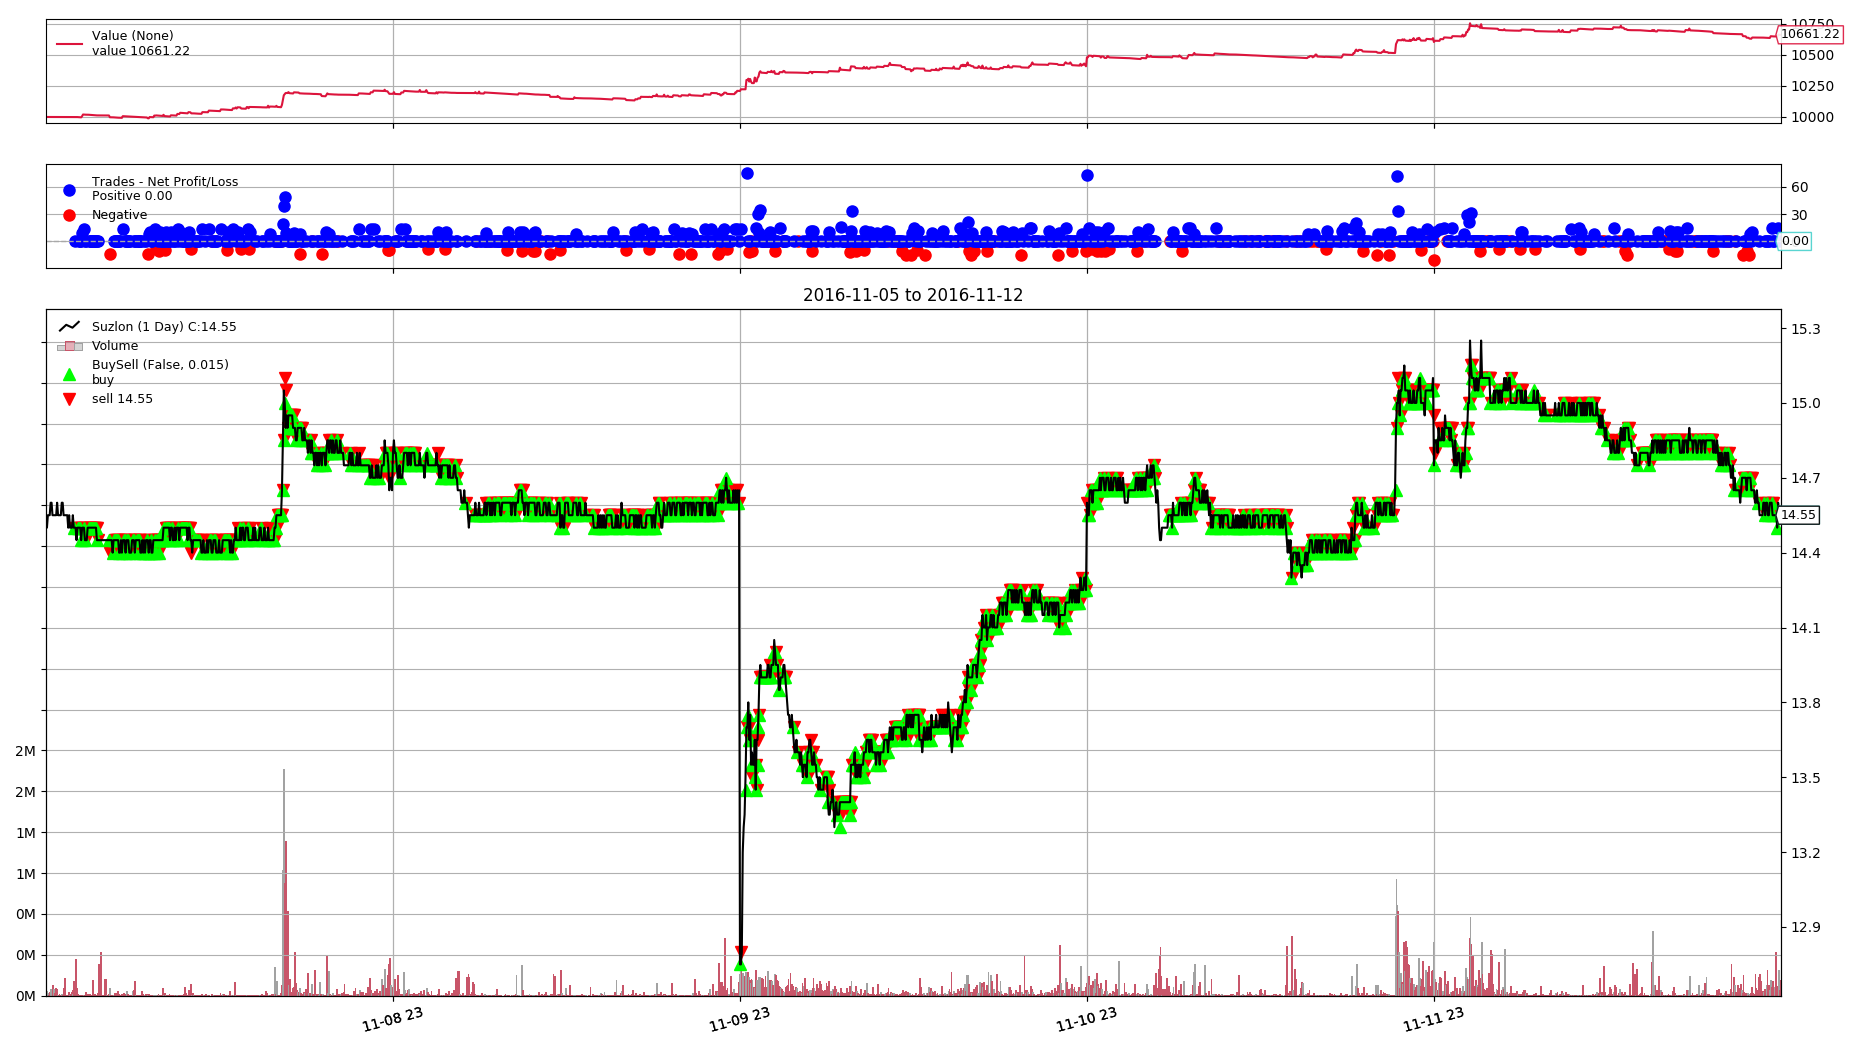 Value (None)
value 10661.22
10750
10661.22
10500
10250
10000
Trades - Net Profit/Loss
Positive 0.00
Negative
60
30
0.00
2016-11-05 to 2016-11-12
Suzlon (1 Day) C:14.55
Volume
BuySell (False, 0.015)
buy
sell 14.55
15.3
15.0
14.7
14.55
14.4
14.1
13.8
13.5
13.2
12.9
2M
2M
1M
1M
0M
0M
0M
11-08 23
11-09 23
11-10 23
11-11 23